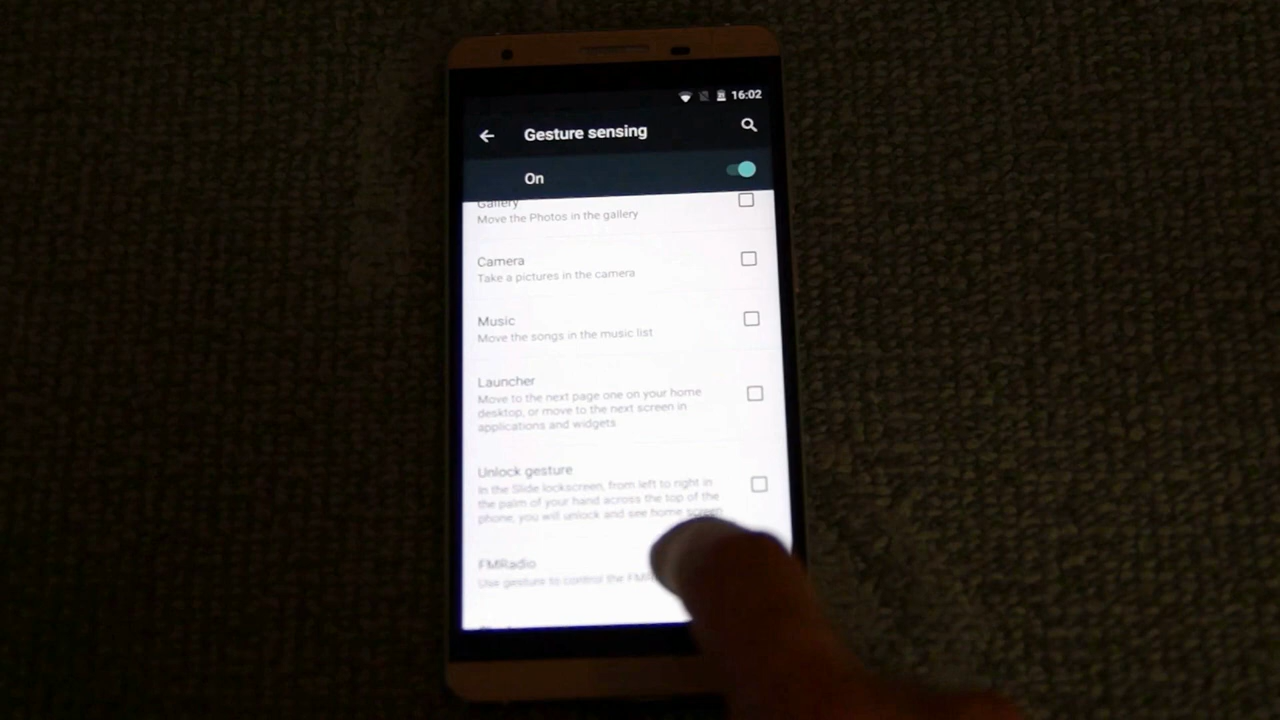 16:02
Gesture sensing
On
Gallery
Move the Photos in the gallery
Camera
Take a pictures in the camera
Music
Move the songs in the music list
Launcher
Move to the next page one on your home
desktop, or move to the next screen in
applications and widgets
Unlock gesture
In the Slide lockscreen, from left to right in
the palm of your hand across the top of the
phone, you will unlock and see home screen
FMRadio
Use gesture to control the